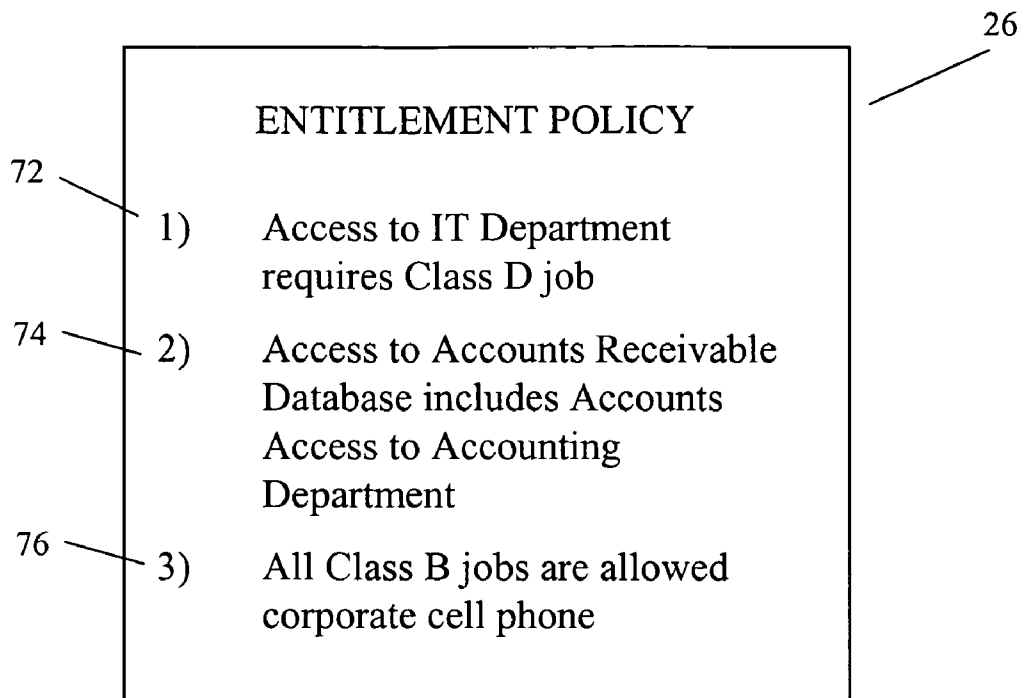 26
ENTITLEMENT POLICY
72
1) Access to IT Department
requires Class D job
74
2) Access to Accounts Receivable
Database includes Accounts
Access to Accounting
Department
76
3) All Class B jobs are allowed
corporate cell phone